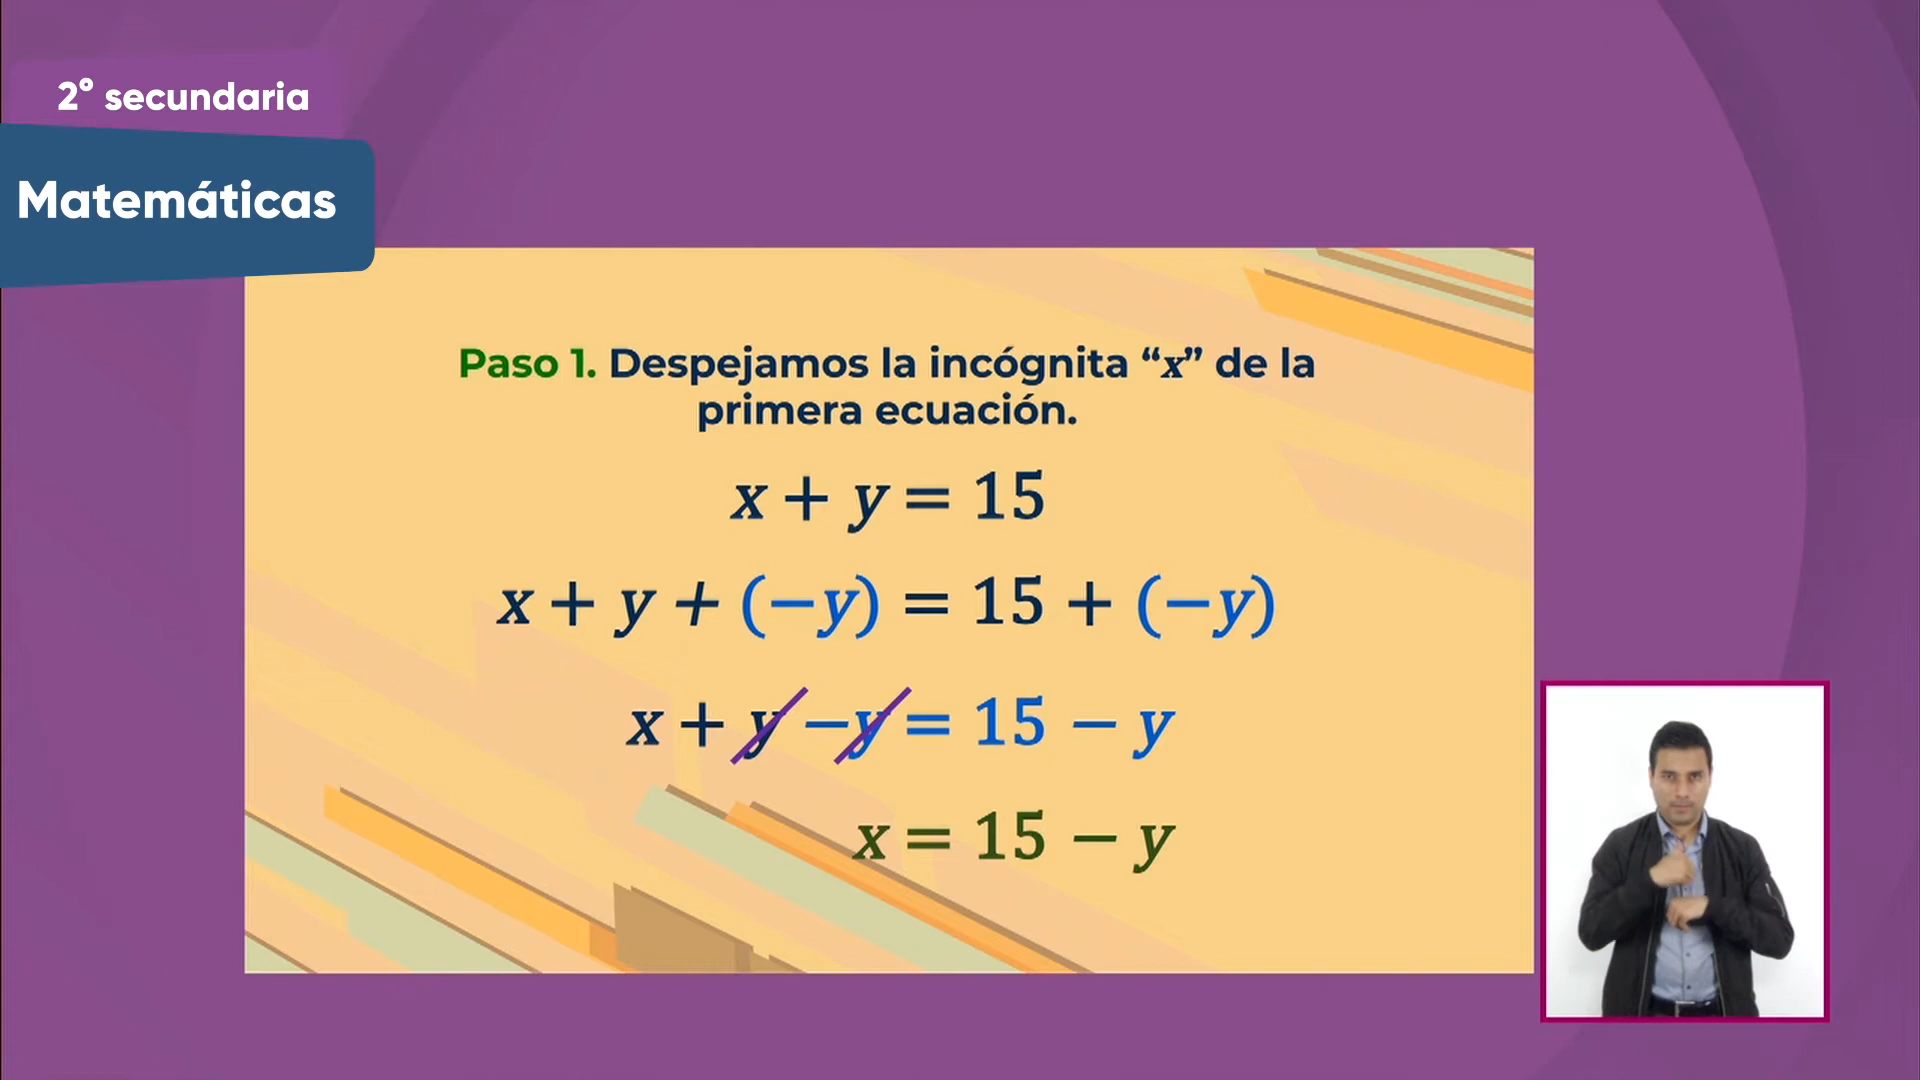 2° secundaria
Matemáticas
Paso 1. Despejamos la incógnita “x” de la
primera ecuación.
x + y = 15
x + y + (−y) = 15 + (−y)
x + y − y = 15 − y
x = 15 − y